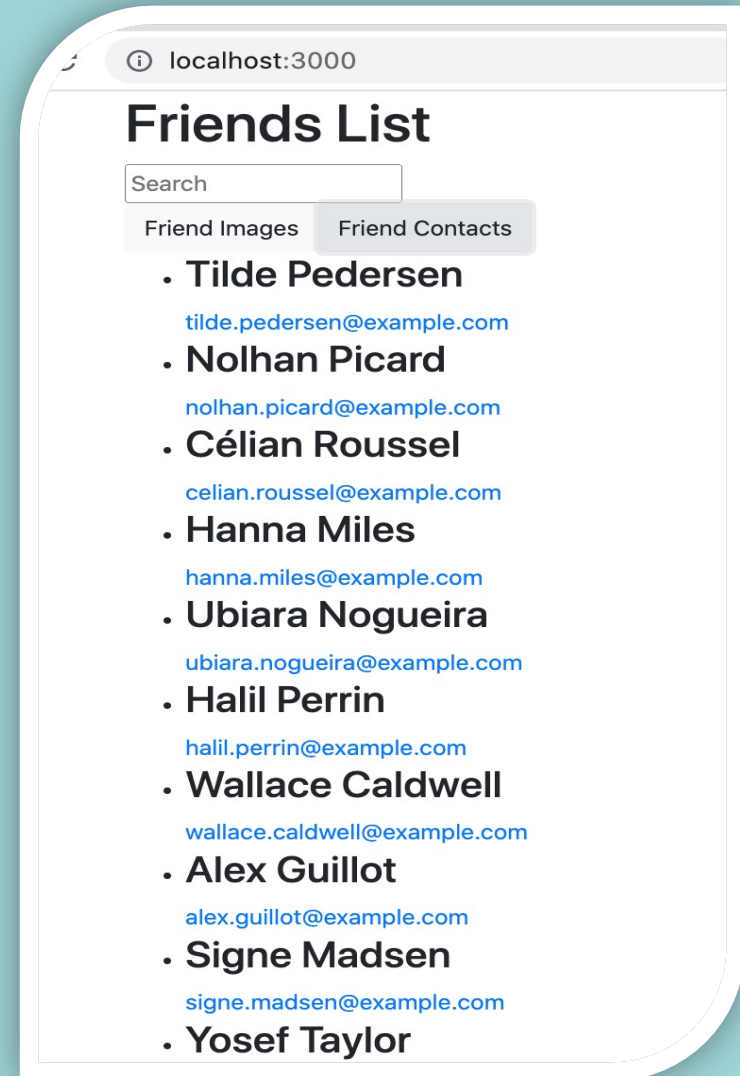 localhost:3000
Friends List
Search
Friend Images Friend Contacts
• Tilde Pedersen
tilde.pedersen@example.com
• Nolhan Picard
nolhan.picard@example.com
• Célian Roussel
celian.roussel@example.com
• Hanna Miles
hanna.miles@example.com
• Ubiara Nogueira
ubiara.nogueira@example.com
• Halil Perrin
halil.perrin@example.com
• Wallace Caldwell
wallace.caldwell@example.com
• Alex Guillot
alex.guillot@example.com
• Signe Madsen
signe.madsen@example.com
• Yosef Taylor